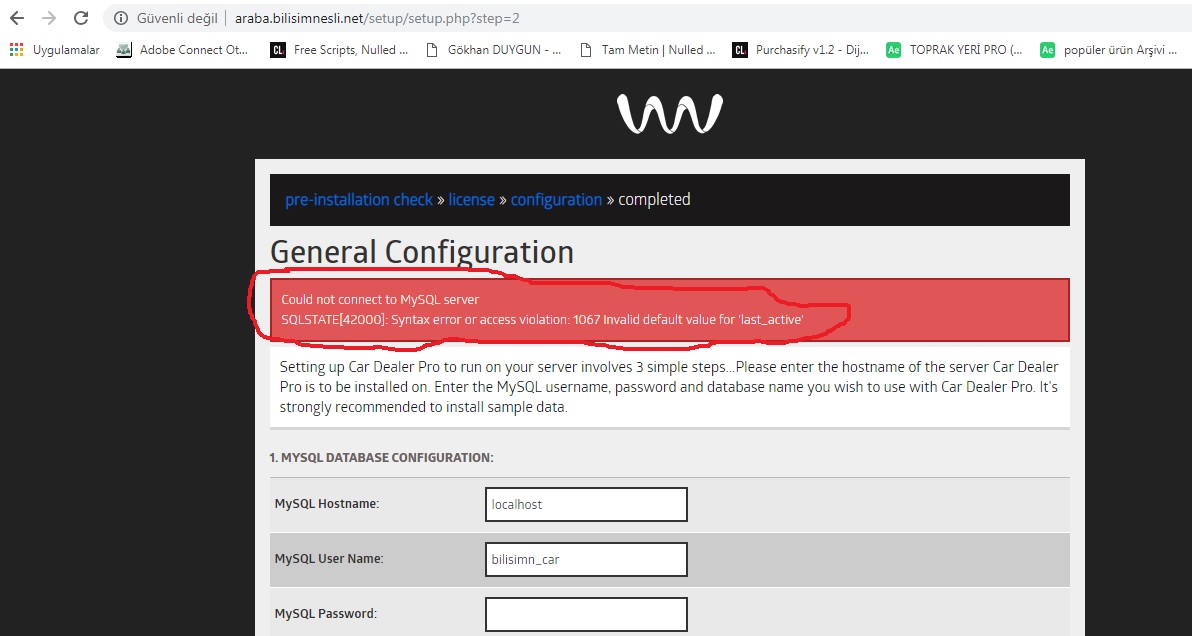 Güvenli değil | araba.bilisimnesli.net/setup/setup.php?step=2
Uygulamalar Adobe Connect Ot... CL Free Scripts, Nulled ... Gökhan DUYGUN - ... Tam Metin | Nulled ... CL Purchasify v1.2 - Dij... Ae TOPRAK YERİ PRO (... Ae popüler ürün Arşivi ...
pre-installation check » license » configuration » completed
General Configuration
Could not connect to MySQL server
SQLSTATE[42000]: Syntax error or access violation: 1067 Invalid default value for 'last_active'
Setting up Car Dealer Pro to run on your server involves 3 simple steps...Please enter the hostname of the server Car Dealer
Pro is to be installed on. Enter the MySQL username, password and database name you wish to use with Car Dealer Pro. It's
strongly recommended to install sample data.
1. MYSQL DATABASE CONFIGURATION:
MySQL Hostname: localhost
MySQL User Name: bilisimn_car
MySQL Password: